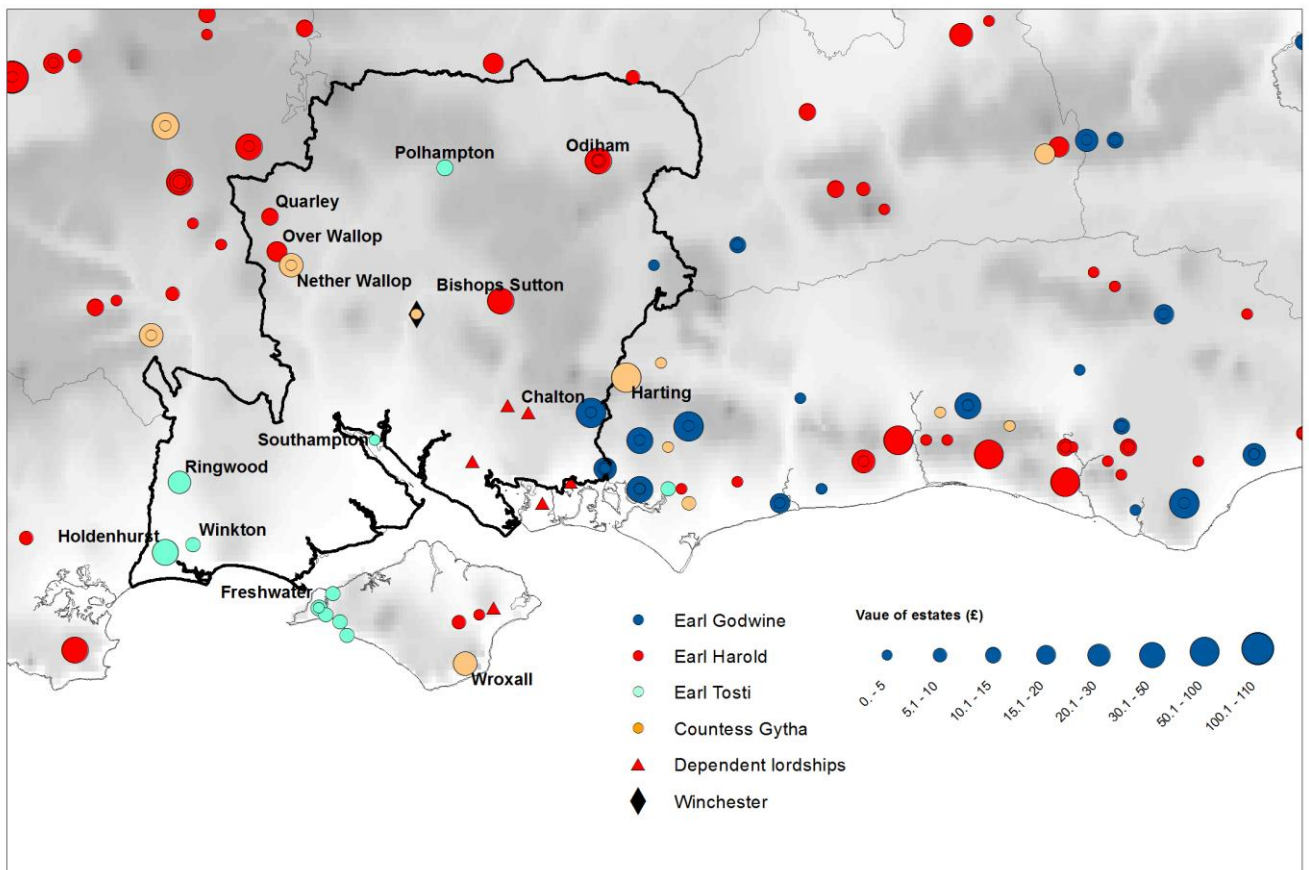 Polhampton
Odiham
Quarley
Over Wallop
Nether Wallop
Bishops Sutton
Chalton
Harting
Southampton
Ringwood
Holdenhurst
Winkton
Freshwater
Wroxall
Earl Godwine
Earl Harold
Earl Tosti
Countess Gytha
Dependent lordships
Winchester
Vaue of estates (£)
0. - 5
5.1 - 10
10.1 - 15
15.1 - 20
20.1 - 30
30.1 - 50
50.1 - 100
100.1 - 110